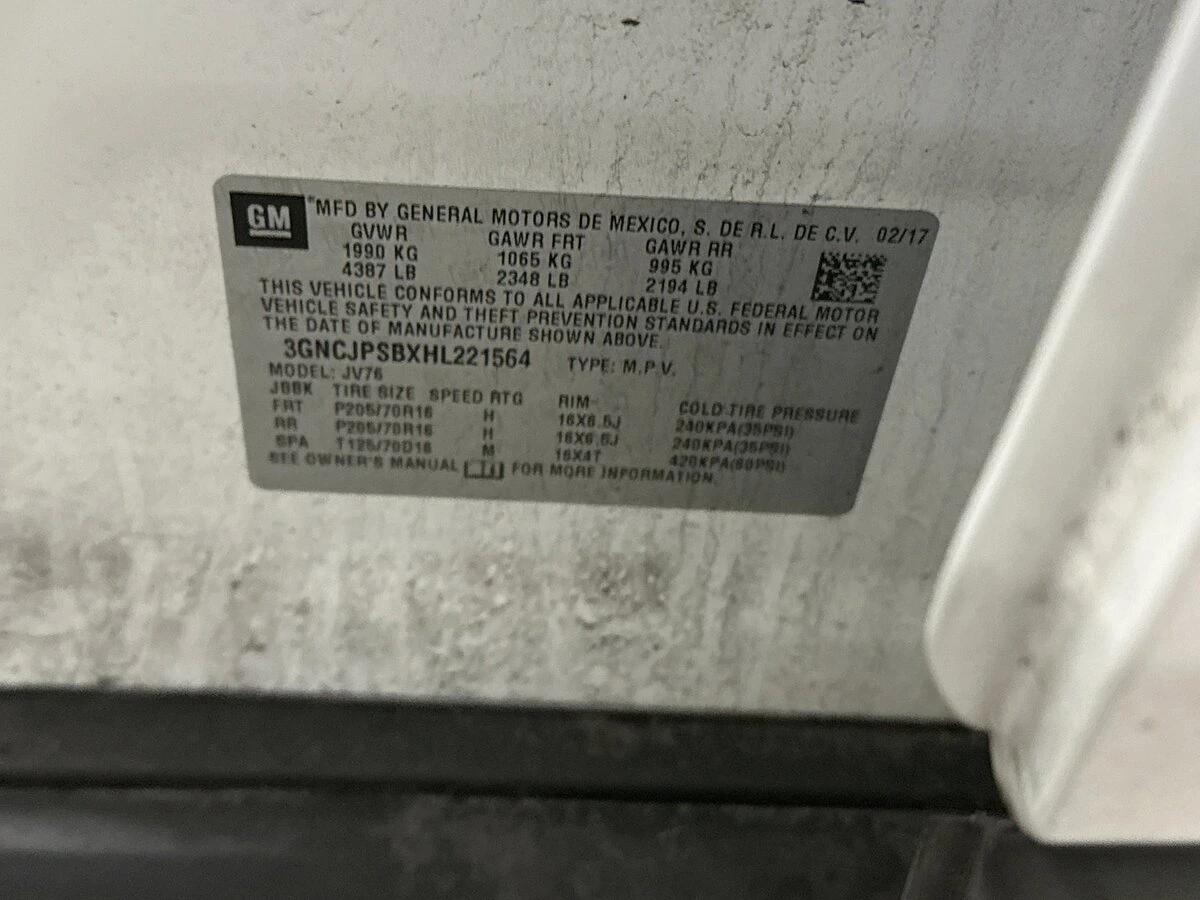 GM
*MFD BY GENERAL MOTORS DE MEXICO, S. DE R.L. DE C.V. 02/17
GVWR GAWR FRT GAWR RR
1990 KG 1065 KG 995 KG
4387 LB 2348 LB 2194 LB
THIS VEHICLE CONFORMS TO ALL APPLICABLE U.S. FEDERAL MOTOR
VEHICLE SAFETY AND THEFT PREVENTION STANDARDS IN EFFECT ON
THE DATE OF MANUFACTURE SHOWN ABOVE.
3GNCJPSBXHL221564 TYPE: M.P.V.
MODEL: JV76
JBBK TIRE SIZE SPEED RTG RIM COLD TIRE PRESSURE
FRT P205/70R16 H 16X6.5J 240KPA(35PSI)
RR P205/70R16 H 16X6.5J 240KPA(35PSI)
SPA T125/70D16 M 16X4T 420KPA(60PSI)
SEE OWNER'S MANUAL FOR MORE INFORMATION.